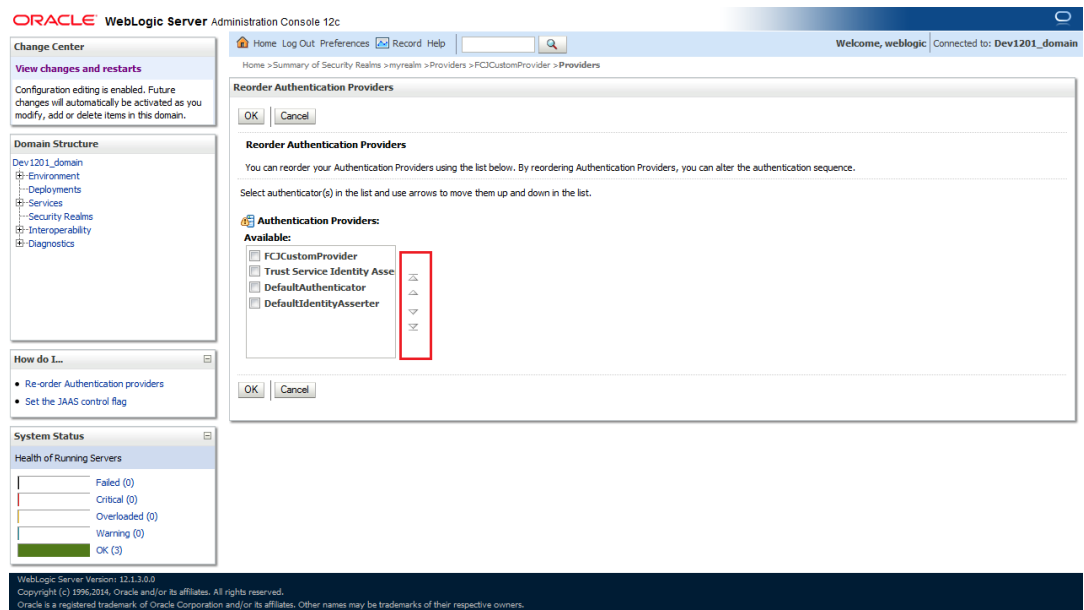 ORACLE WebLogic Server Administration Console 12c
Change Center
View changes and restarts
Configuration editing is enabled. Future
changes will automatically be activated as you
modify, add or delete items in this domain.
Domain Structure
Dev1201_domain
Environment
Deployments
Services
Security Realms
Interoperability
Diagnostics
How do I...
Re-order Authentication providers
Set the JAAS control flag
System Status
Health of Running Servers
Failed (0)
Critical (0)
Overloaded (0)
Warning (0)
OK (3)
Home Log Out Preferences Record Help
Welcome, weblogic Connected to: Dev1201_domain
Home >Summary of Security Realms >myrealm >Providers >FCJCustomProvider >Providers
Reorder Authentication Providers
OK Cancel
Reorder Authentication Providers
You can reorder your Authentication Providers using the list below. By reordering Authentication Providers, you can alter the authentication sequence.
Select authenticator(s) in the list and use arrows to move them up and down in the list.
Authentication Providers:
Available:
FCJCustomProvider
Trust Service Identity Asse
DefaultAuthenticator
DefaultIdentityAsserter
OK Cancel
WebLogic Server Version: 12.1.3.0.0
Copyright (c) 1996,2014, Oracle and/or its affiliates. All rights reserved.
Oracle is a registered trademark of Oracle Corporation and/or its affiliates. Other names may be trademarks of their respective owners.